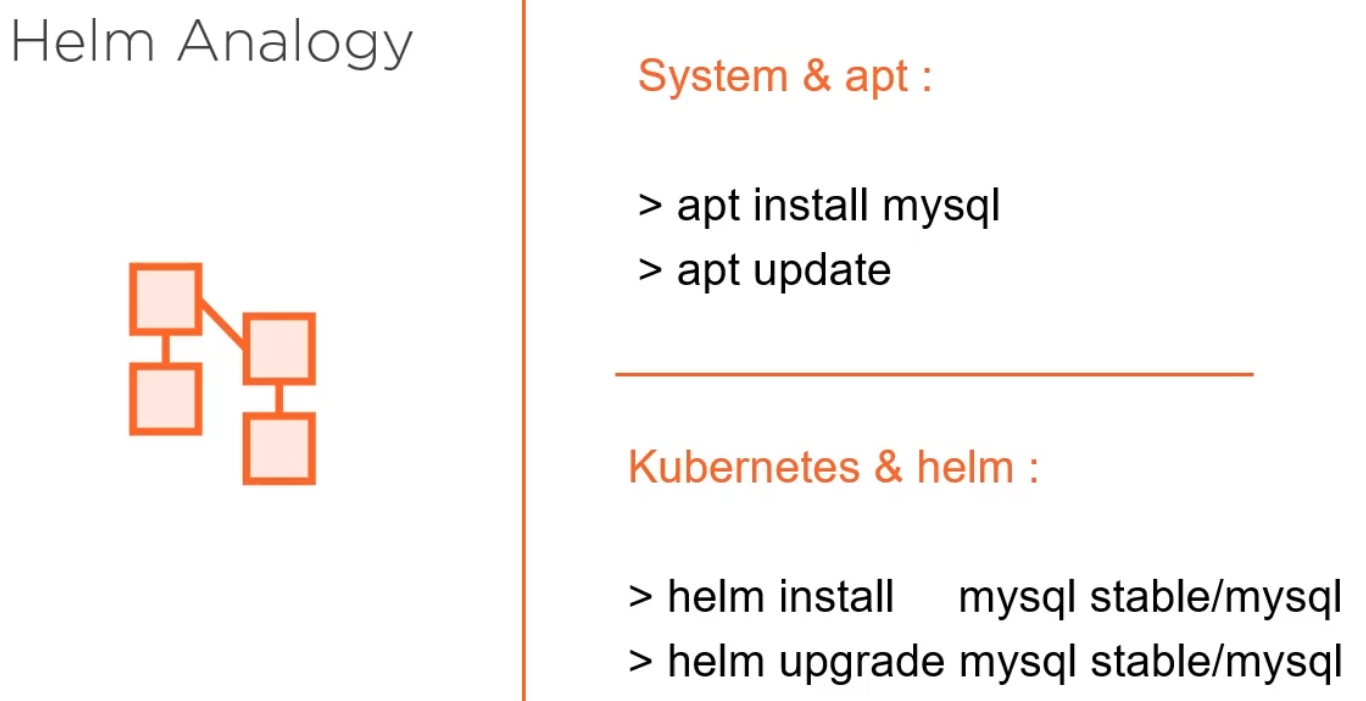 Helm Analogy
System & apt :
> apt install mysql
> apt update
Kubernetes & helm :
> helm install mysql stable/mysql
> helm upgrade mysql stable/mysql